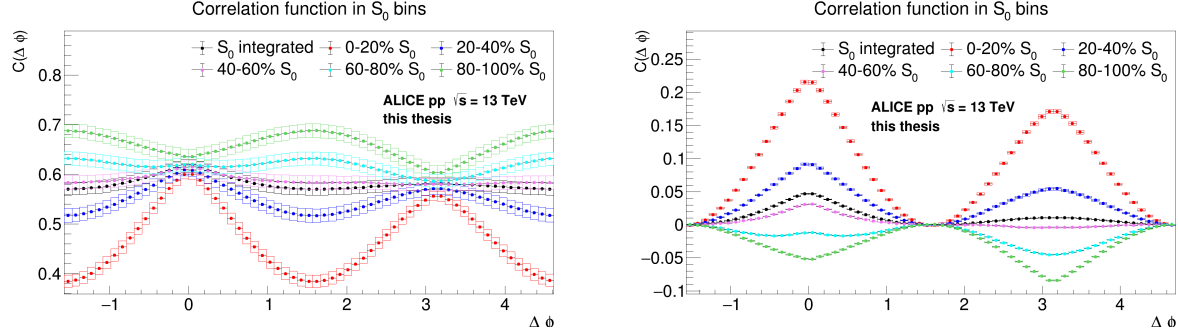 Correlation function in S0 bins
C(Δ ϕ)
S0 integrated 0-20% S0 20-40% S0
40-60% S0 60-80% S0 80-100% S0
ALICE pp √s = 13 TeV
this thesis
0.8
0.7
0.6
0.5
0.4
−1 0 1 2 3 4
Δ ϕ
Correlation function in S0 bins
C(Δ ϕ)
S0 integrated 0-20% S0 20-40% S0
40-60% S0 60-80% S0 80-100% S0
ALICE pp √s = 13 TeV
this thesis
0.25
0.2
0.15
0.1
0.05
0
−0.05
−0.1
−1 0 1 2 3 4
Δ ϕ